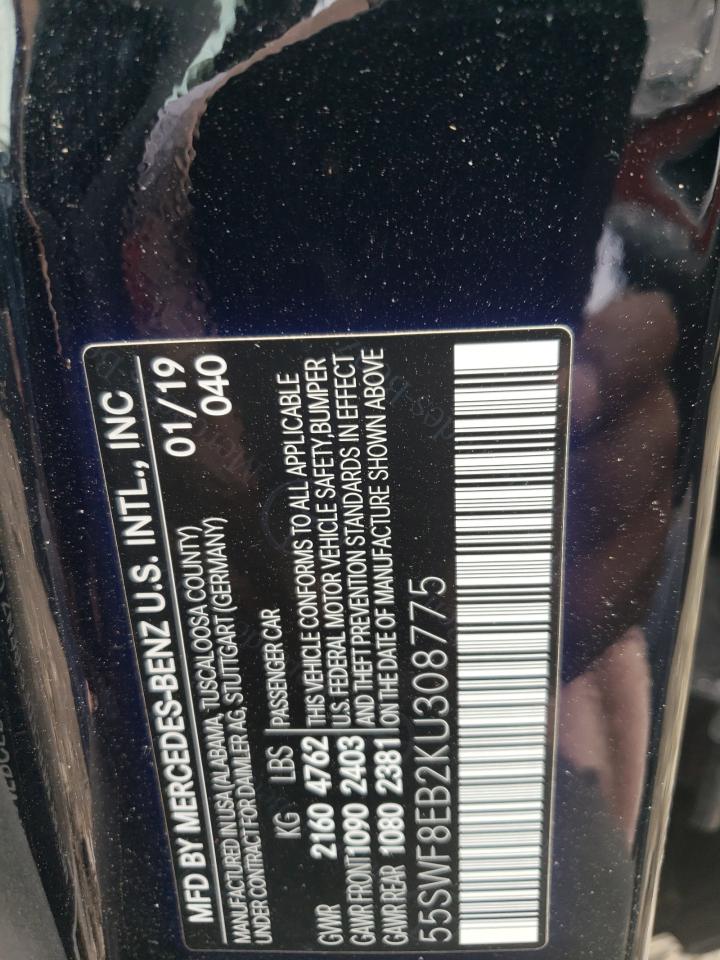 MFD BY MERCEDES-BENZ U.S. INTL., INC
MANUFACTURED IN USA (ALABAMA, TUSCALOOSA COUNTY) 01/19
UNDER CONTRACT FOR DAIMLER AG, STUTTGART (GERMANY) 040
KG LBS PASSENGER CAR
GVWR 2160 4762 THIS VEHICLE CONFORMS TO ALL APPLICABLE
GAWR FRONT 1090 2403 U.S. FEDERAL MOTOR VEHICLE SAFETY, BUMPER
GAWR REAR 1080 2381 AND THEFT PREVENTION STANDARDS IN EFFECT
ON THE DATE OF MANUFACTURE SHOWN ABOVE
55SWF8EB2KU308775